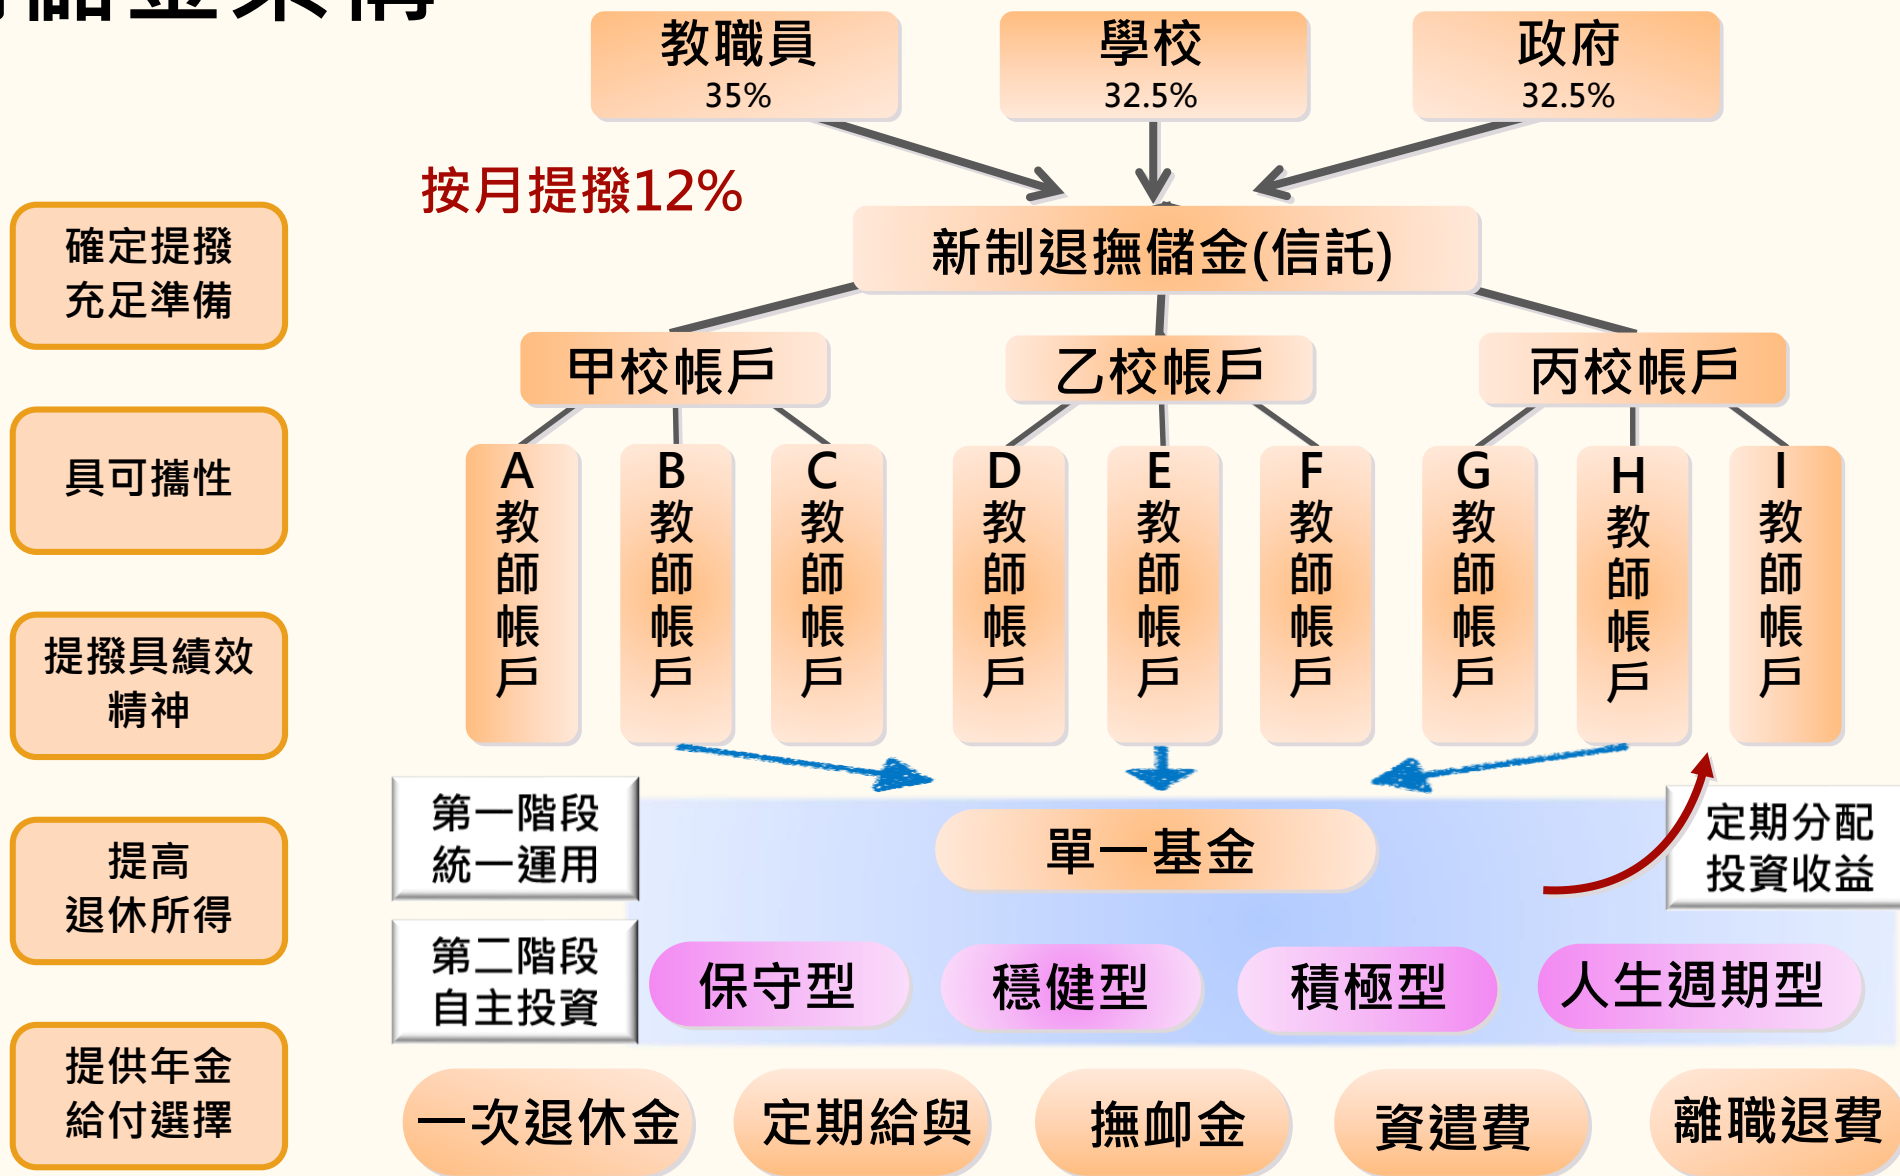 儲金架構
教職員
35%
學校
32.5%
政府
32.5%
按月提撥12%
新制退撫儲金(信託)
甲校帳戶
乙校帳戶
丙校帳戶
A教師帳戶
B教師帳戶
C教師帳戶
D教師帳戶
E教師帳戶
F教師帳戶
G教師帳戶
H教師帳戶
I教師帳戶
確定提撥
充足準備
具可攜性
提撥具績效
精神
提高
退休所得
提供年金
給付選擇
第一階段
統一運用
單一基金
定期分配
投資收益
第二階段
自主投資
保守型
穩健型
積極型
人生週期型
一次退休金
定期給與
撫卹金
資遣費
離職退費